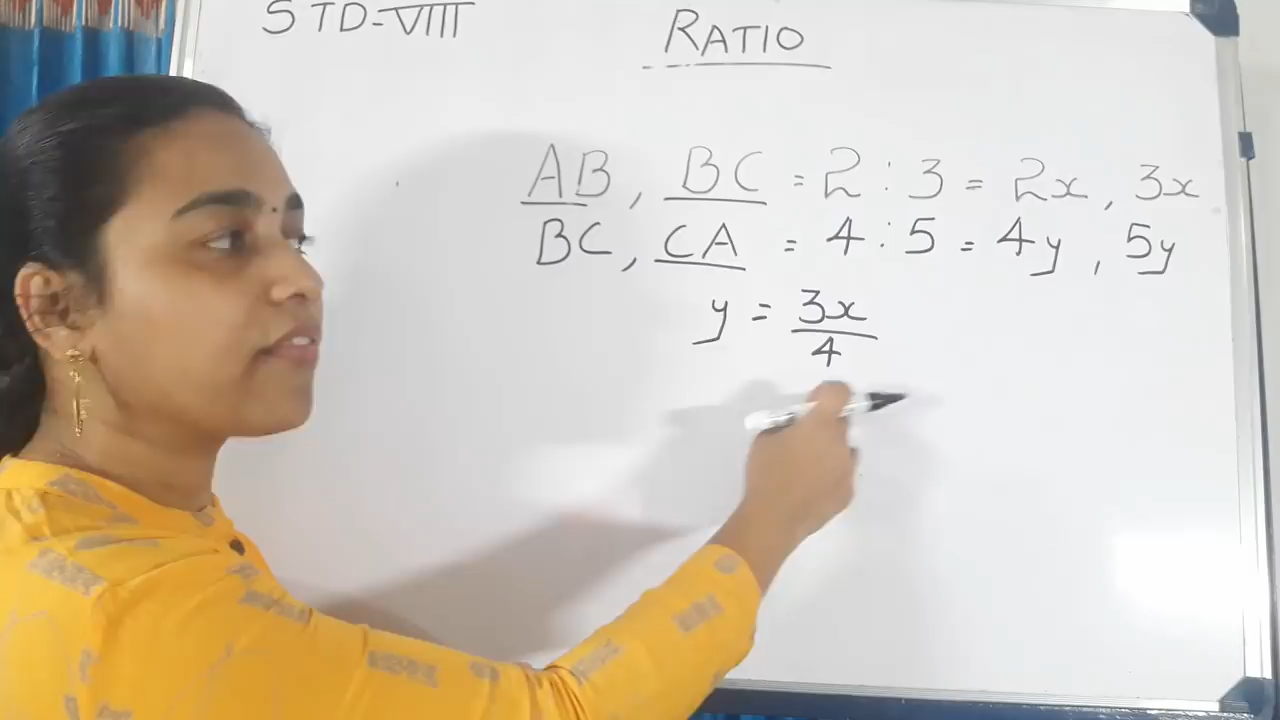 STD-VIII
RATIO
AB, BC = 2 : 3 = 2x, 3x
BC, CA = 4 : 5 = 4y, 5y
y = 3x/4